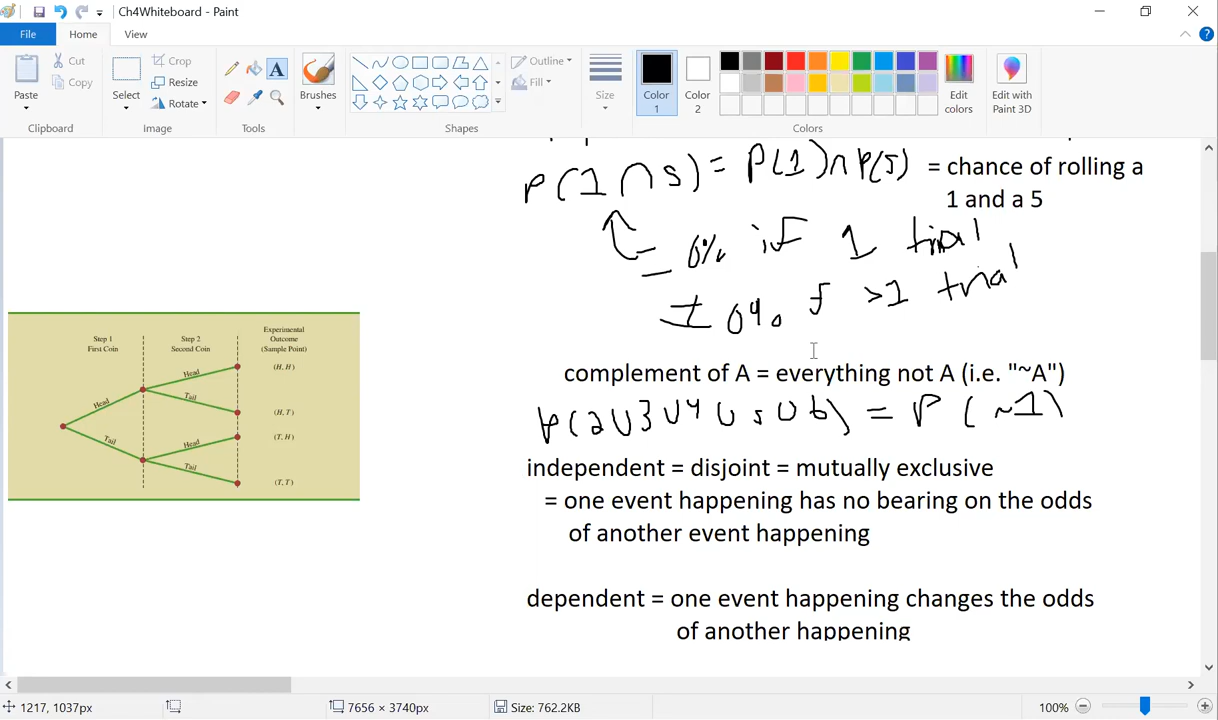 Ch4Whiteboard - Paint
File
Home
View
Paste
Cut
Copy
Clipboard
Select
Crop
Resize
Rotate
Image
A
Tools
Brushes
Outline
Fill
Shapes
Size
Color 1
Color 2
Edit colors
Colors
Edit with Paint 3D
P(1∩5) = P(1)∩P(5) = chance of rolling a
1 and a 5
= 0% if 1 trial
≠ 0% if >1 trial
complement of A = everything not A (i.e. "~A")
P(2∪3∪4∪5∪6) = P(~1)
independent = disjoint = mutually exclusive
= one event happening has no bearing on the odds
of another event happening
dependent = one event happening changes the odds
of another happening
Step 1
First Coin
Step 2
Second Coin
Experimental
Outcome
(Sample Point)
Head
Tail
Head
Tail
Head
Tail
(H, H)
(H, T)
(T, H)
(T, T)
1217, 1037px
7656 × 3740px
Size: 762.2KB
100%